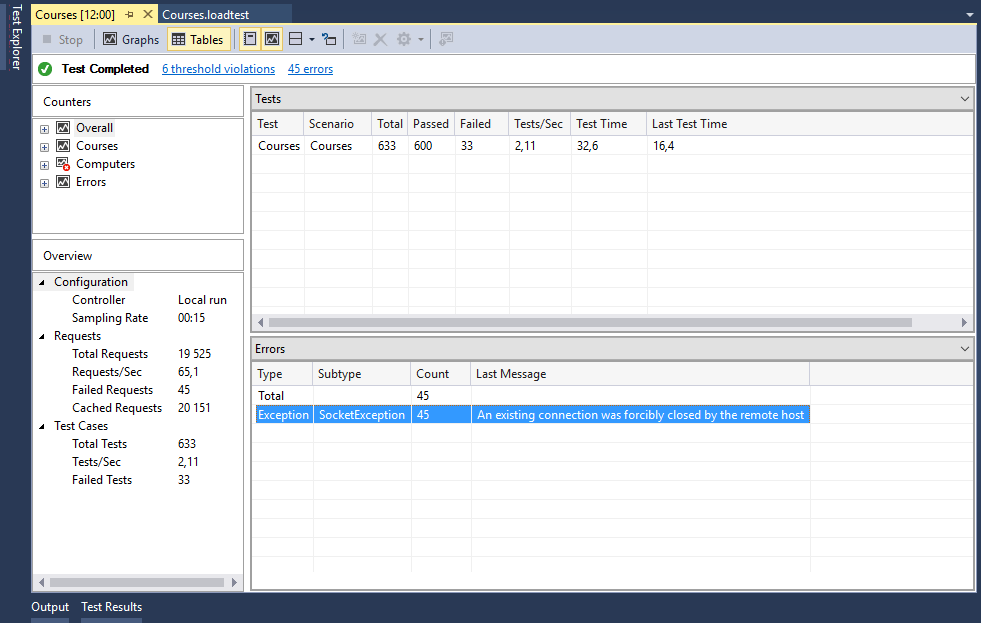 Test Explorer
Courses [12:00] Courses.loadtest
Stop Graphs Tables
Test Completed 6 threshold violations 45 errors
Counters
Overall
Courses
Computers
Errors
Overview
Configuration
Controller Local run
Sampling Rate 00:15
Requests
Total Requests 19 525
Requests/Sec 65,1
Failed Requests 45
Cached Requests 20 151
Test Cases
Total Tests 633
Tests/Sec 2,11
Failed Tests 33
Tests
Test Scenario Total Passed Failed Tests/Sec Test Time Last Test Time
Courses Courses 633 600 33 2,11 32,6 16,4
Errors
Type Subtype Count Last Message
Total 45
Exception SocketException 45 An existing connection was forcibly closed by the remote host
Output Test Results